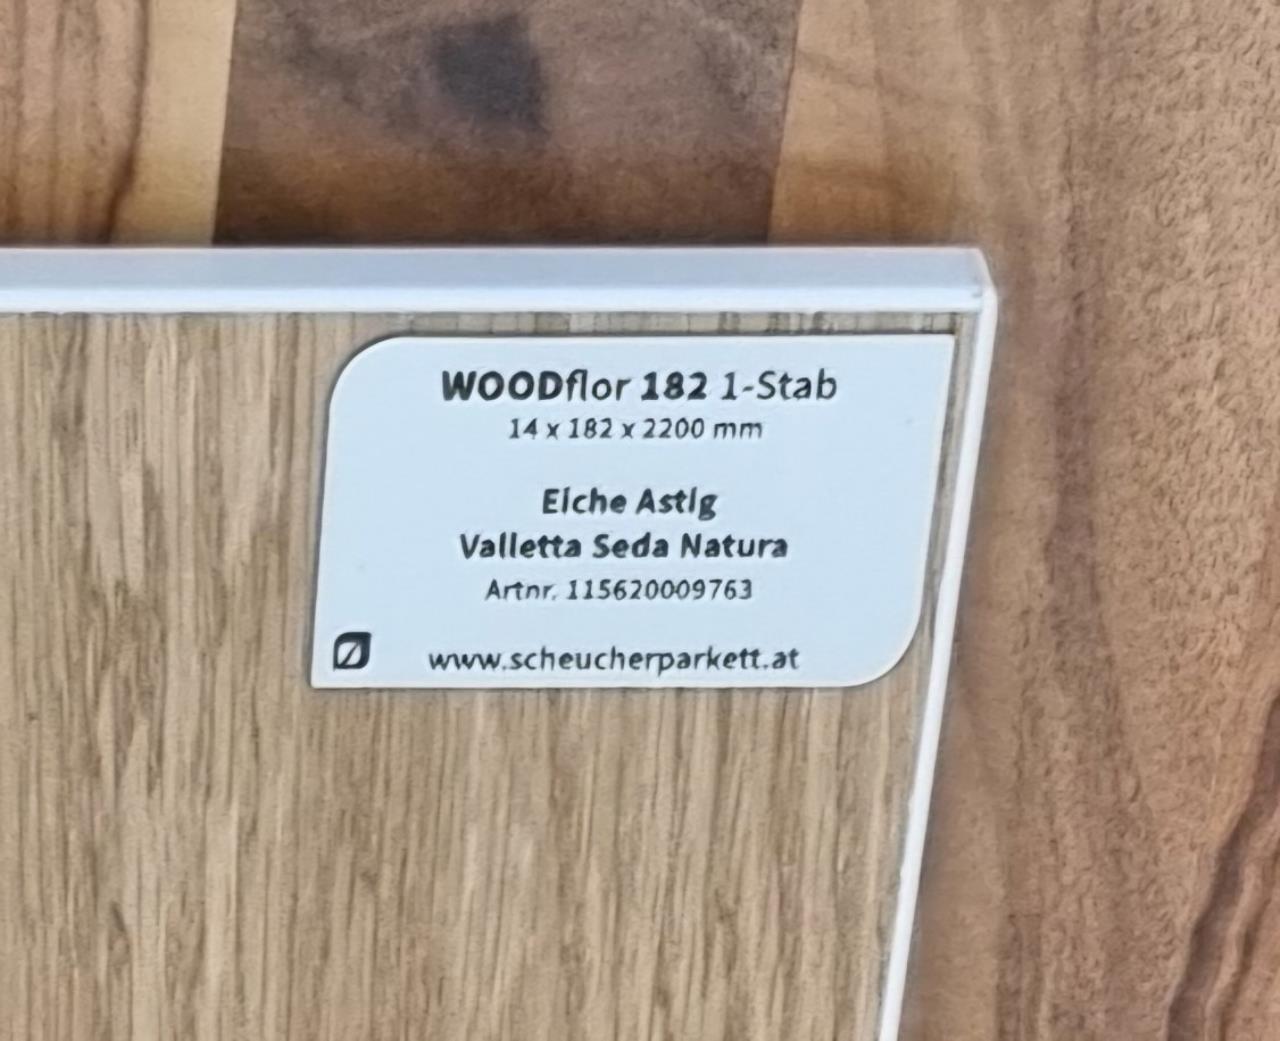 WOODflor 182 1-Stab
14 x 182 x 2200 mm
Eiche Astig
Valletta Seda Natura
Artnr. 115620009763
www.scheucherparkett.at